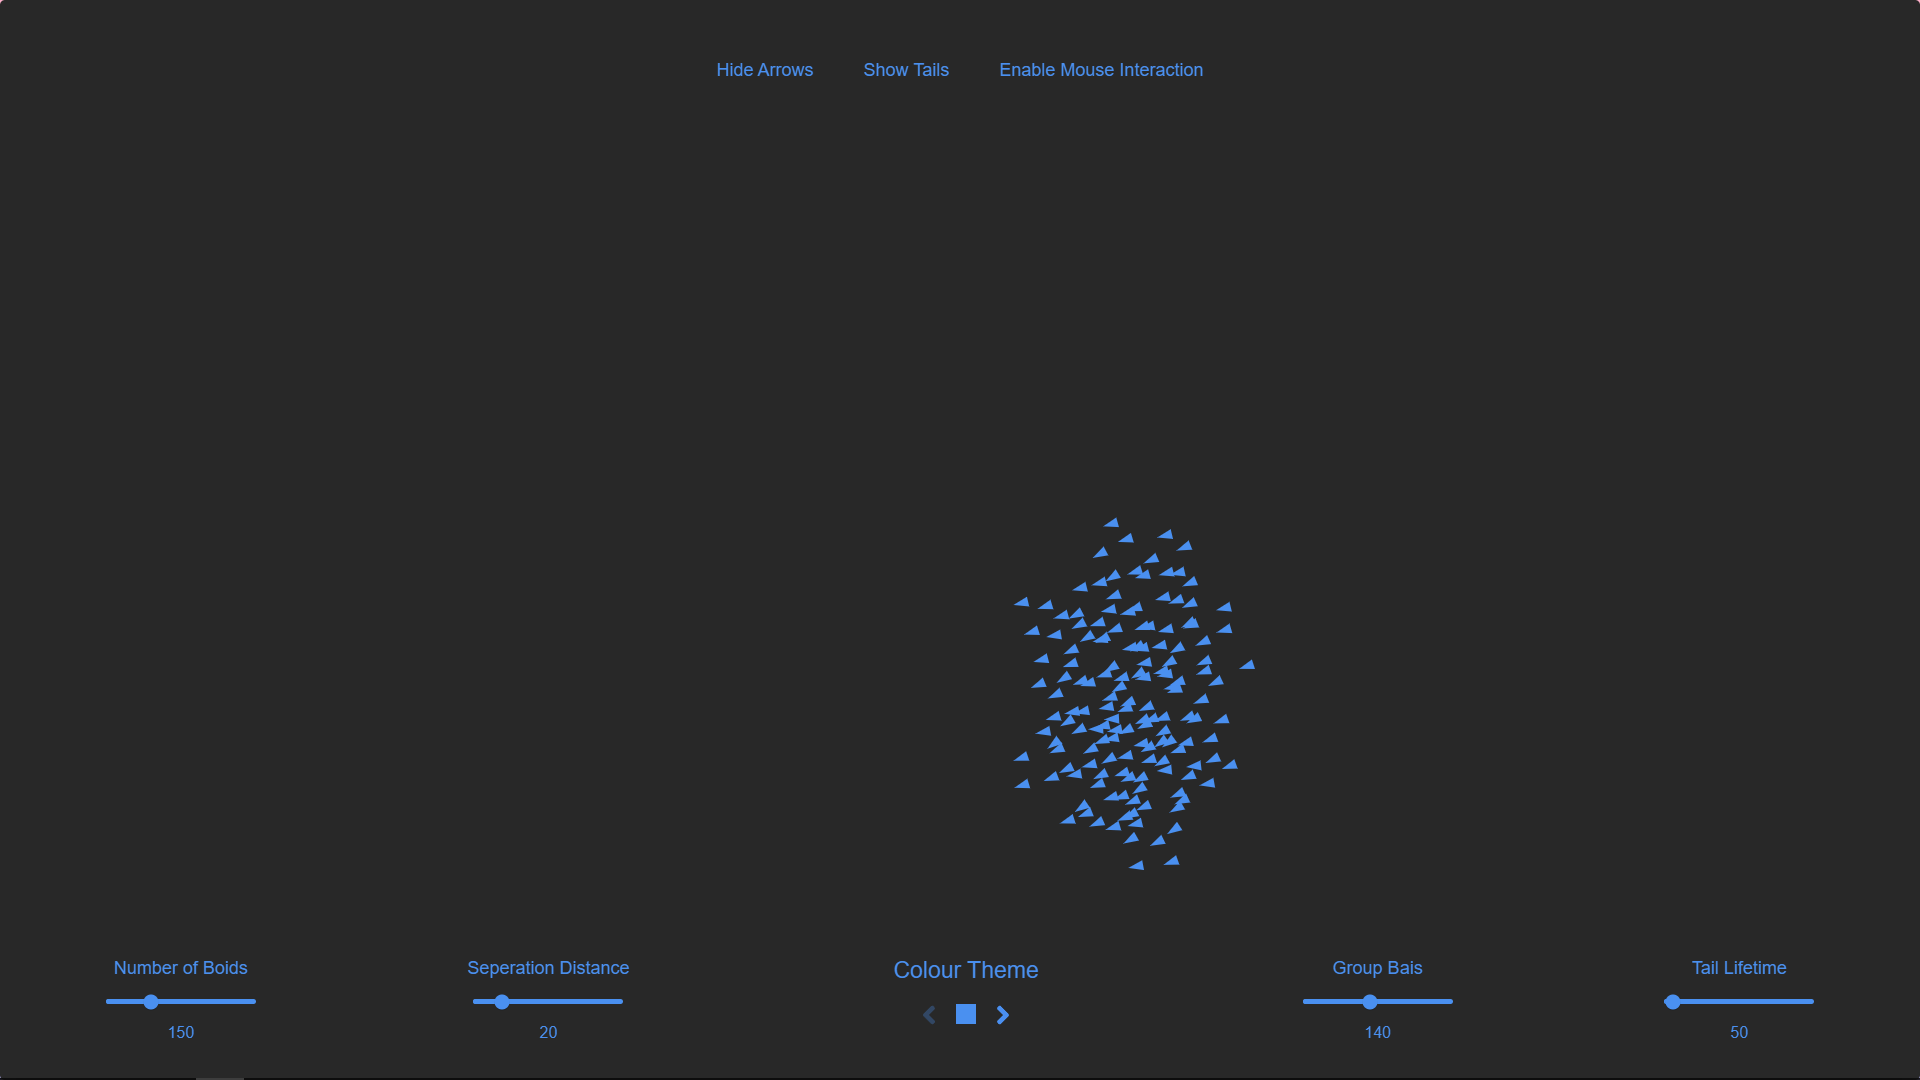 Hide Arrows Show Tails Enable Mouse Interaction
Number of Boids Seperation Distance Colour Theme Group Bais Tail Lifetime
150 20 140 50